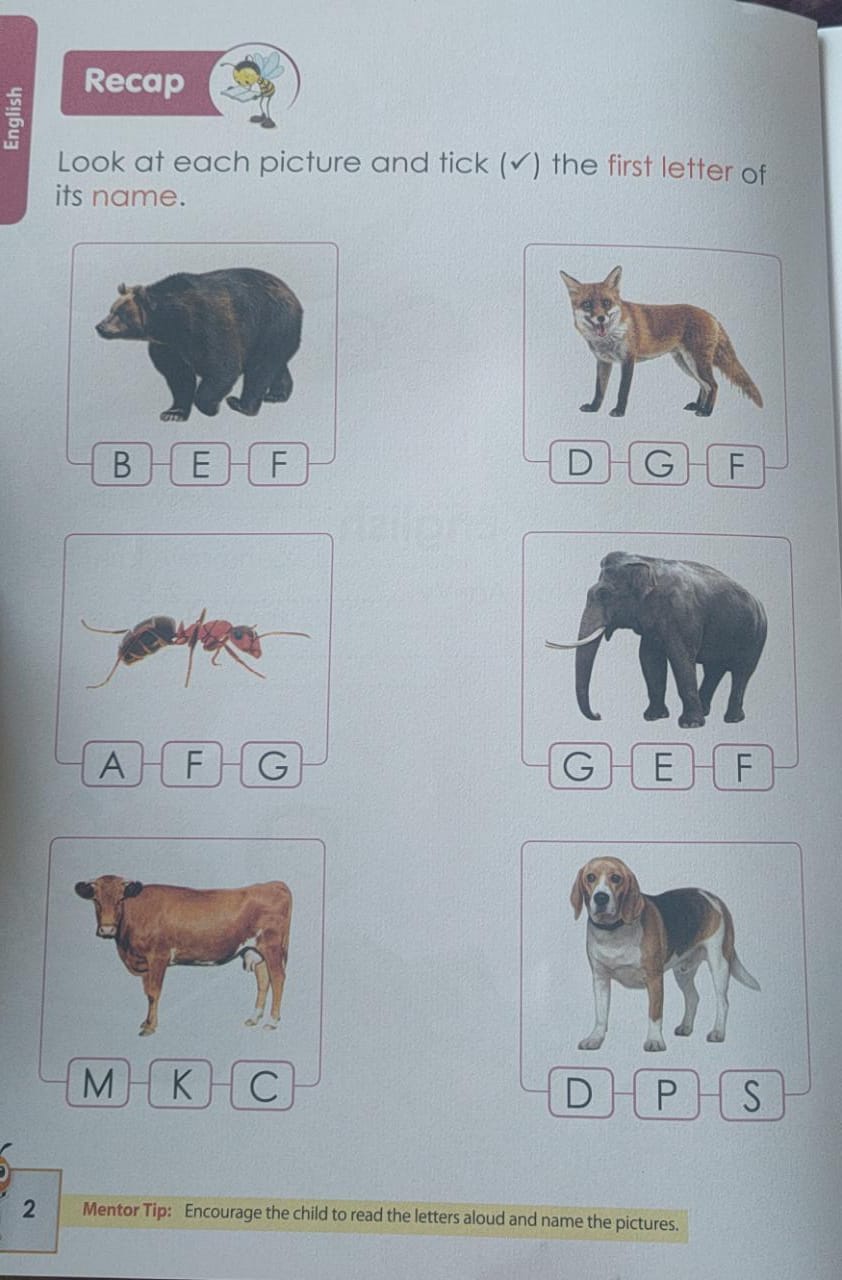 English
Recap
Look at each picture and tick (✓) the first letter of
its name.
B E F
D G F
A F G
G E F
M K C
D P S
2
Mentor Tip: Encourage the child to read the letters aloud and name the pictures.